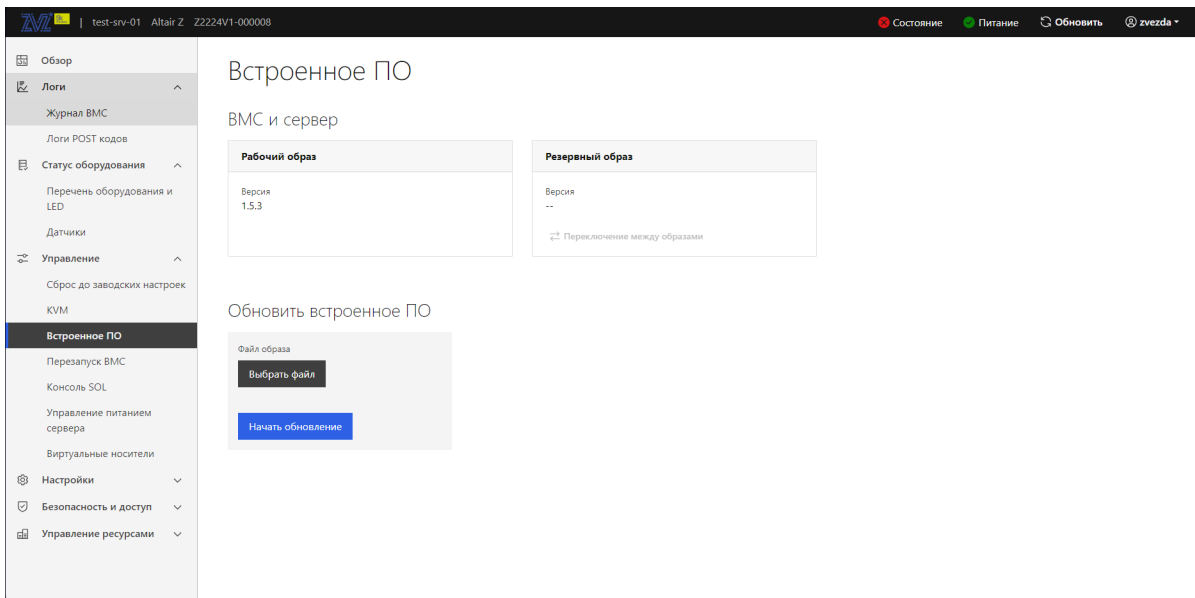 ZVZ
| test-srv-01 Altair Z Z2224V1-000008
Состояние
Питание
Обновить
zvezda
Обзор
Логи
Журнал BMC
Логи POST кодов
Статус оборудования
Перечень оборудования и
LED
Датчики
Управление
Сброс до заводских настроек
KVM
Встроенное ПО
Перезапуск BMC
Консоль SOL
Управление питанием
сервера
Виртуальные носители
Настройки
Безопасность и доступ
Управление ресурсами
Встроенное ПО
BMC и сервер
Рабочий образ
Версия
1.5.3
Резервный образ
Версия
--
Переключение между образами
Обновить встроенное ПО
Файл образа
Выбрать файл
Начать обновление